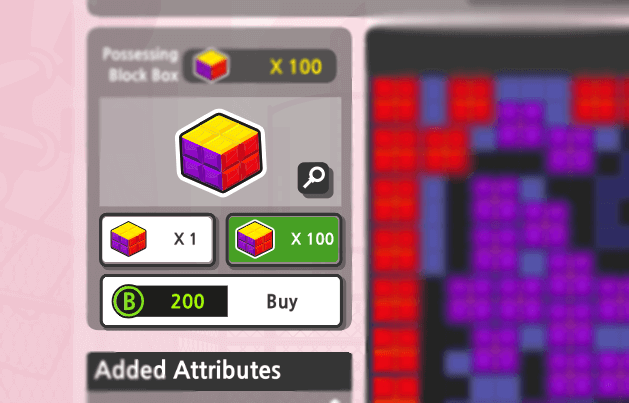 Possessing
Block Box
X 100
X 1
X 100
B 200 Buy
Added Attributes